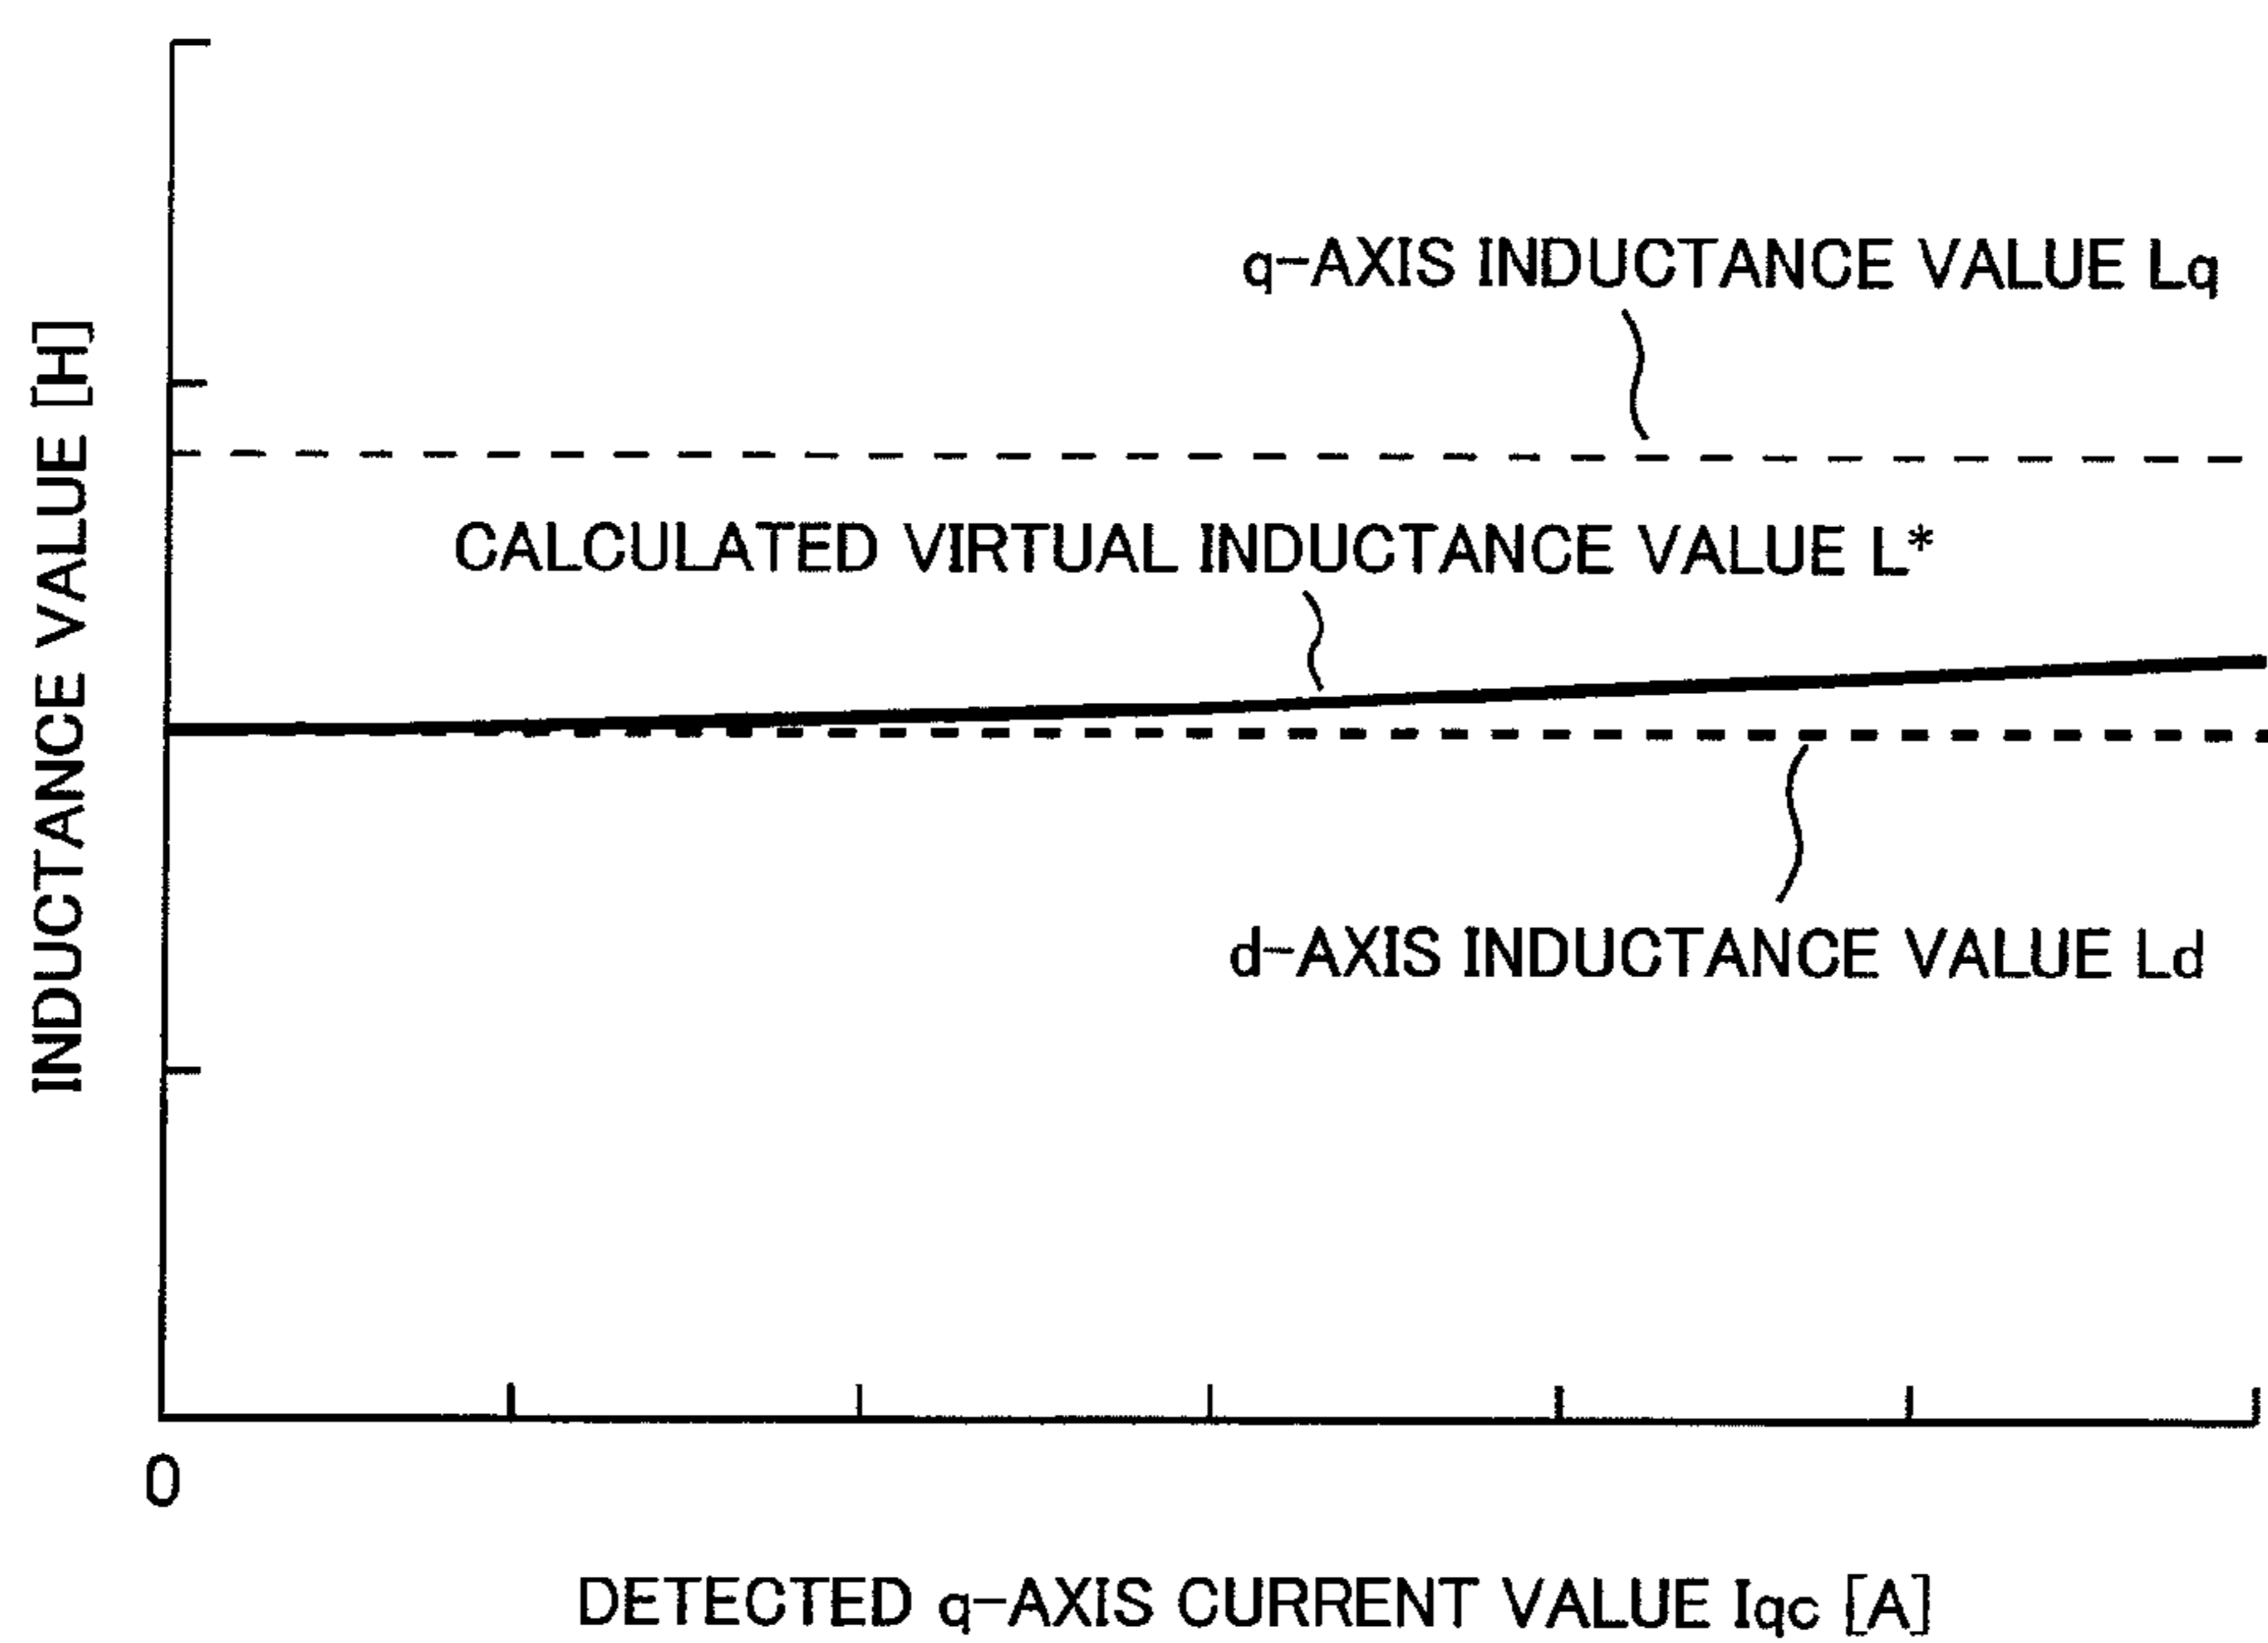 INDUCTANCE VALUE [H]
q-AXIS INDUCTANCE VALUE Lq
CALCULATED VIRTUAL INDUCTANCE VALUE L*
d-AXIS INDUCTANCE VALUE Ld
0
DETECTED q-AXIS CURRENT VALUE Iqc [A]